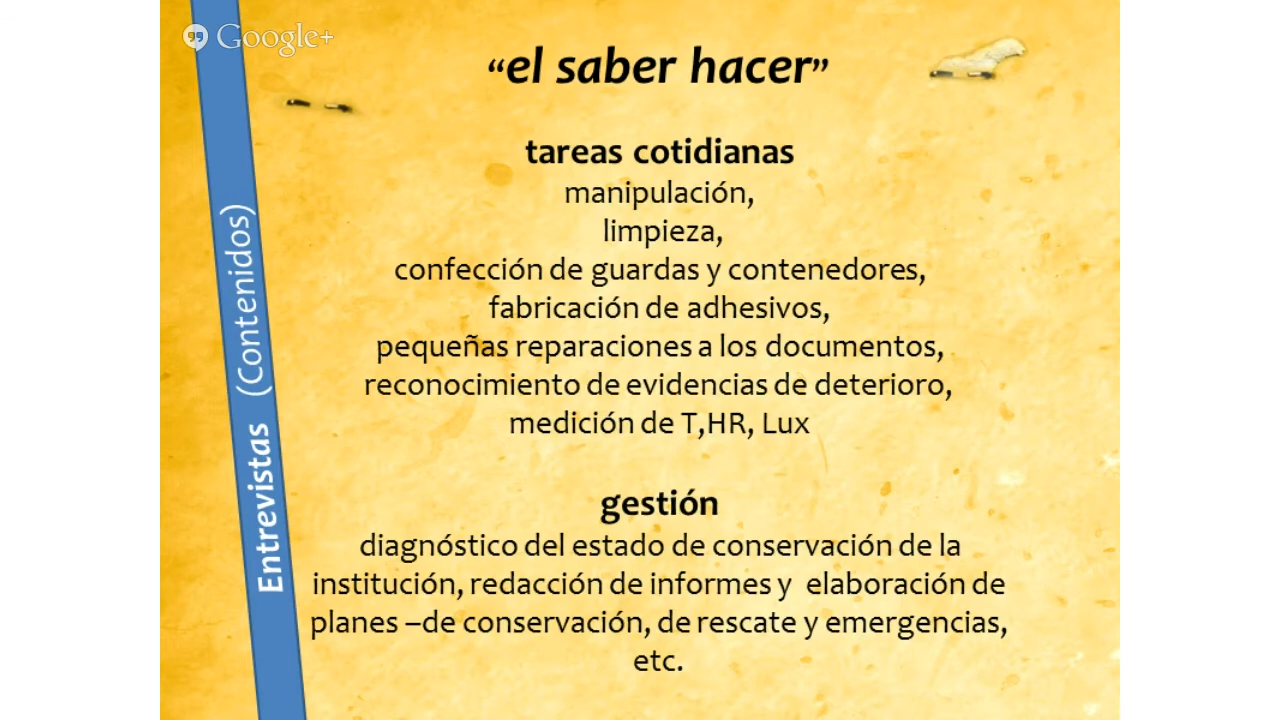 Google+
“el saber hacer”
tareas cotidianas
manipulación,
limpieza,
confección de guardas y contenedores,
fabricación de adhesivos,
pequeñas reparaciones a los documentos,
reconocimiento de evidencias de deterioro,
medición de T,HR, Lux
gestión
diagnóstico del estado de conservación de la
institución, redacción de informes y elaboración de
planes –de conservación, de rescate y emergencias,
etc.
Entrevistas (Contenidos)